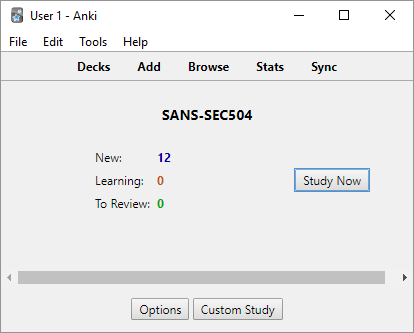 User 1 - Anki
File Edit Tools Help
Decks Add Browse Stats Sync
SANS-SEC504
New: 12
Learning: 0
To Review: 0
Study Now
Options Custom Study